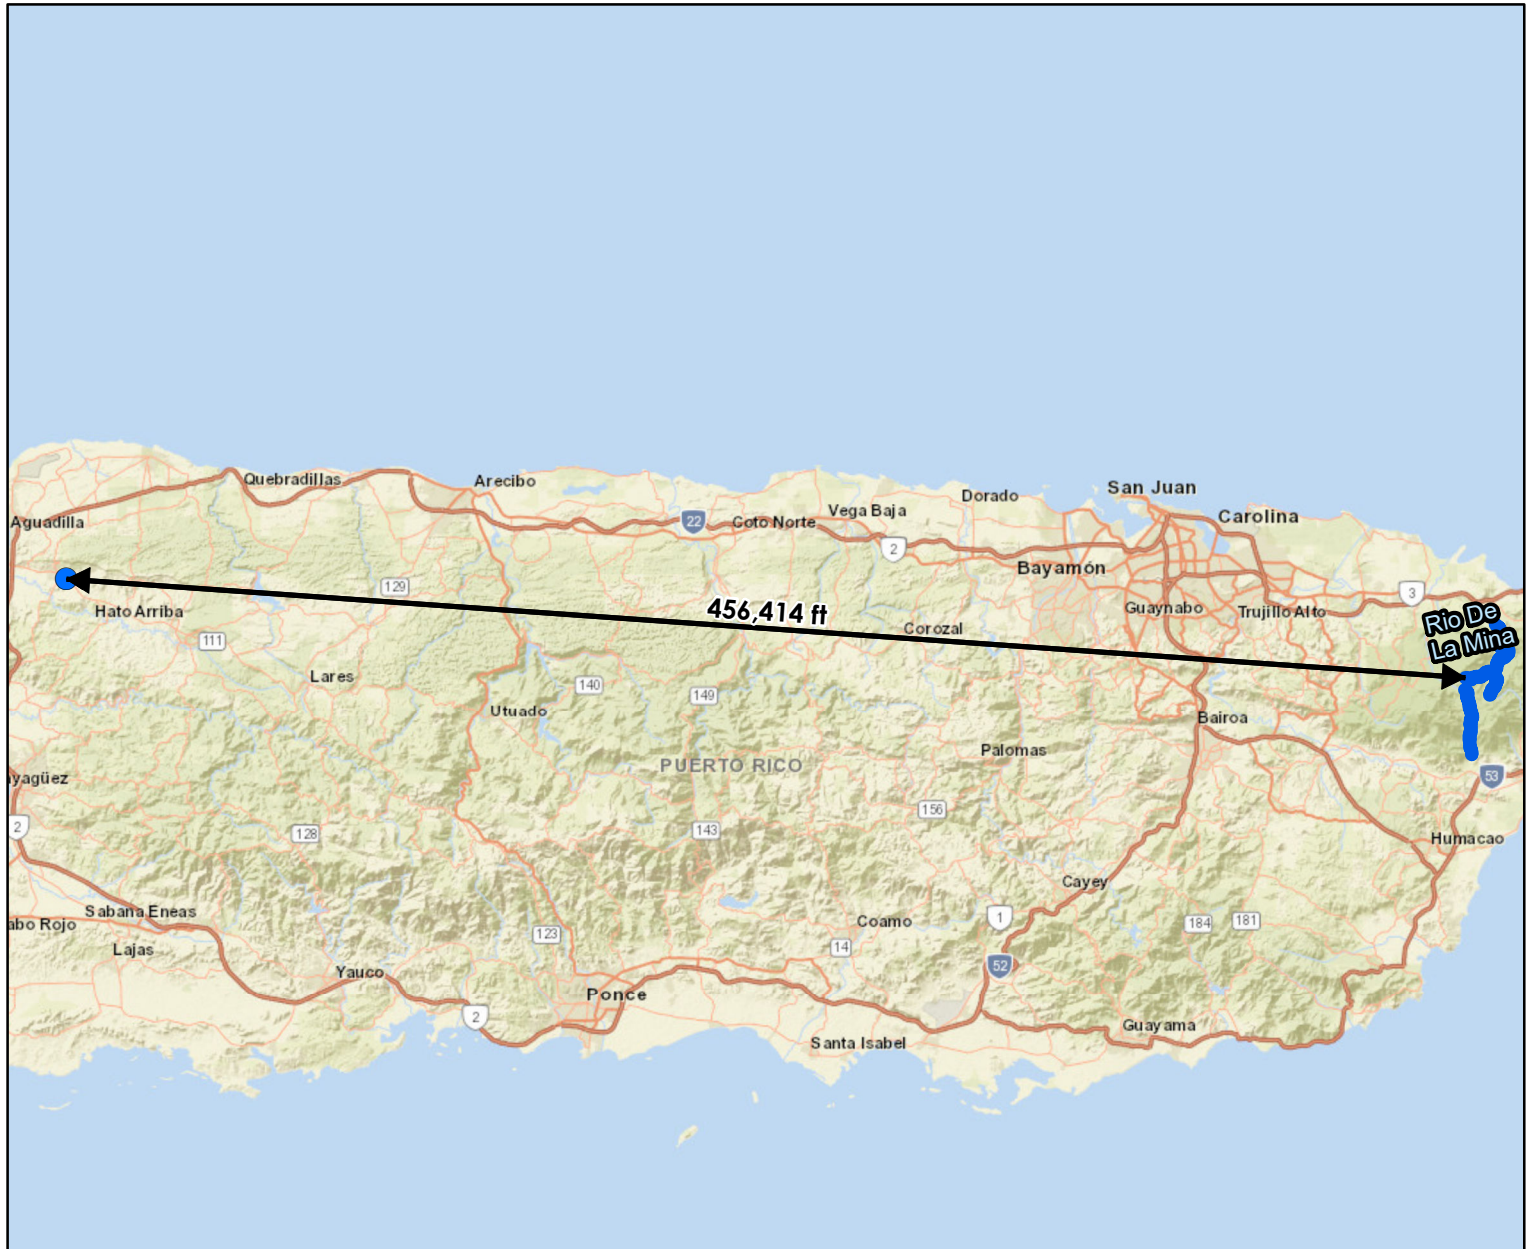 San Juan
Quebradillas
Arecibo
Dorado
Vega Baja
Carolina
Aguadilla
22
Coto Norte
2
Bayamón
129
3
Hato Arriba
456,414 ft
Guaynabo
Trujillo Alto
Rio De
La Mina
111
Corozal
Lares
140
149
Utuado
Bairoa
Palomas
PUERTO RICO
ayagüez
53
156
2
128
143
Humacao
Cayey
Sabana Eneas
abo Rojo
Coamo
1
184
181
123
14
Lajas
52
Yauco
Ponce
2
Guayama
Santa Isabel